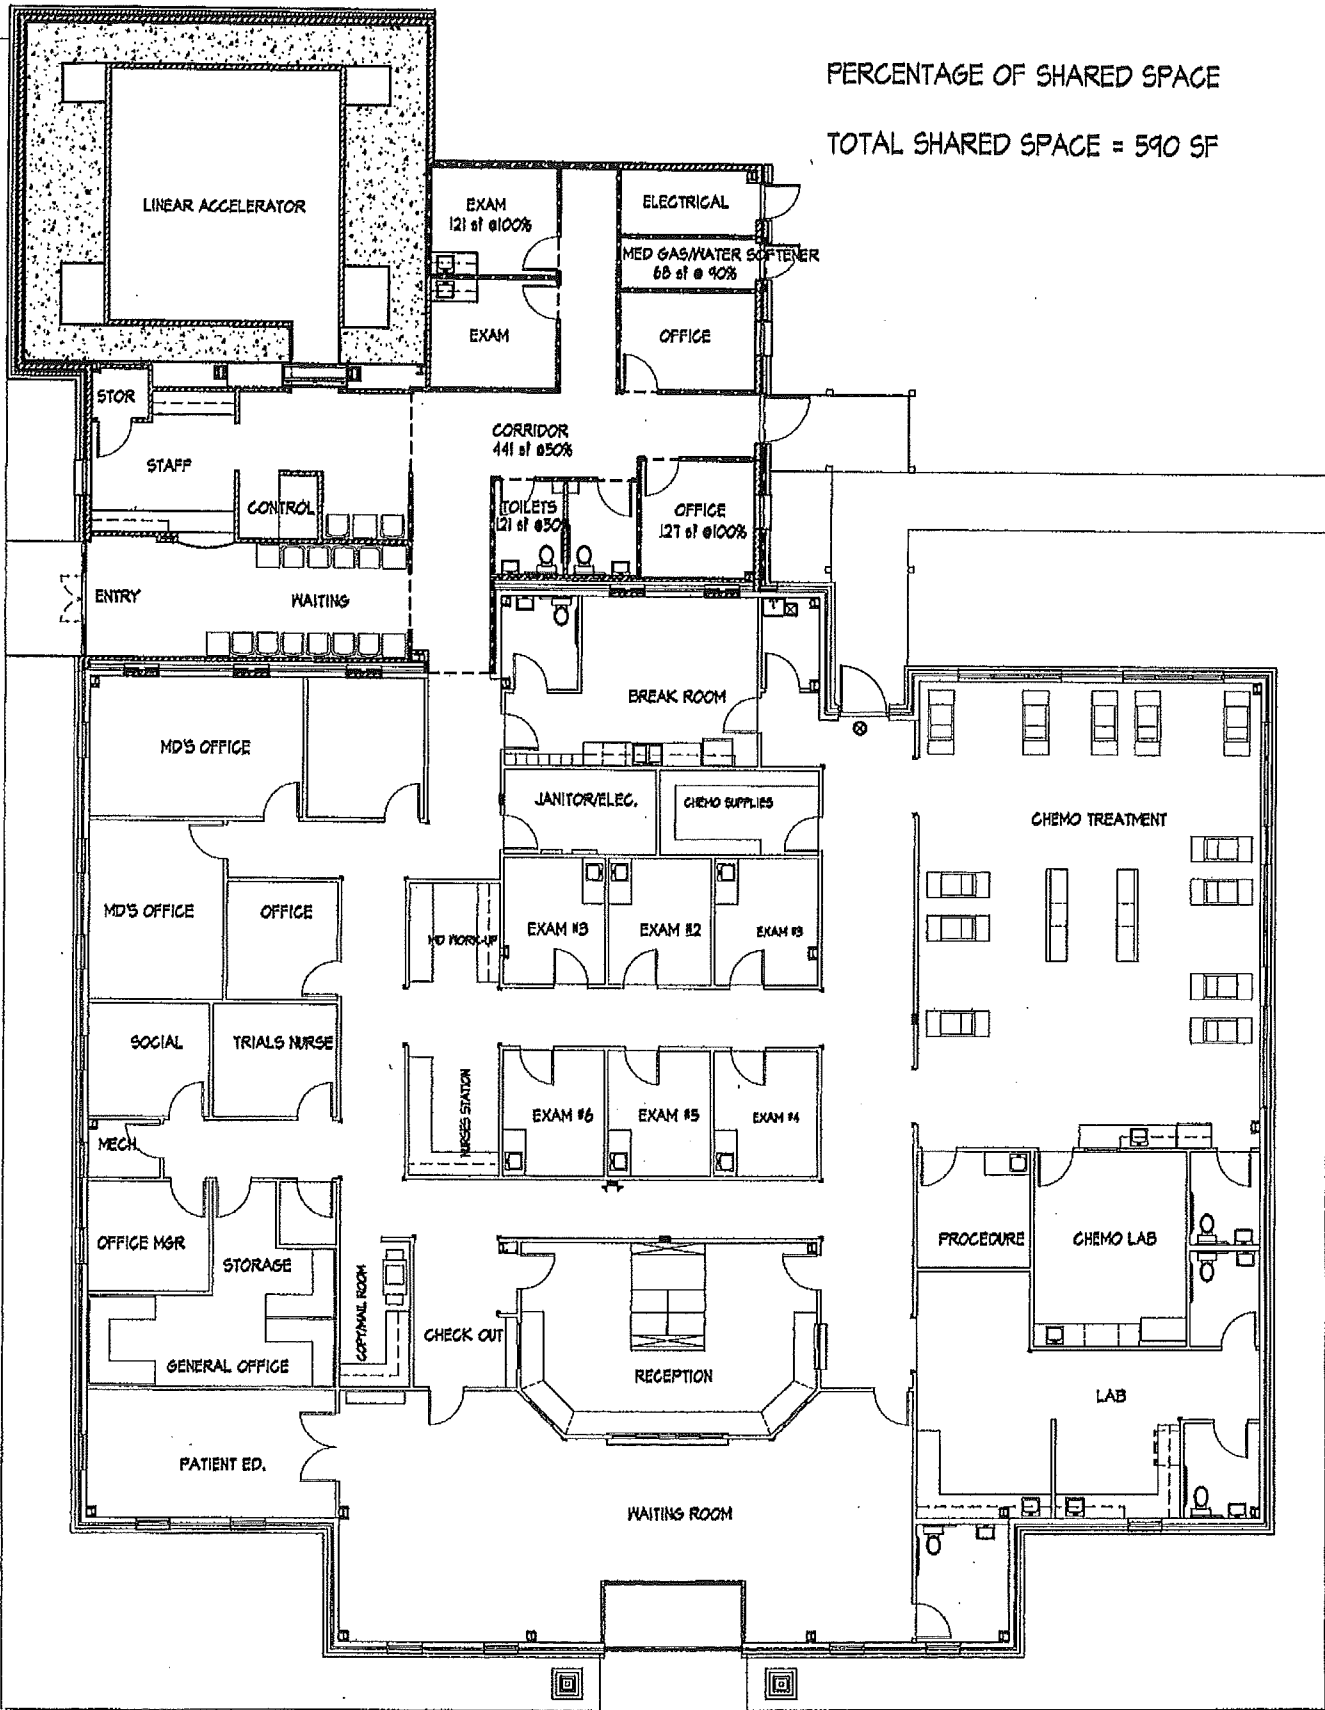 PERCENTAGE OF SHARED SPACE
TOTAL SHARED SPACE = 590 SF
LINEAR ACCELERATOR
EXAM
121 sf @100%
ELECTRICAL
MED GAS/WATER SOFTENER
68 sf @ 90%
EXAM
OFFICE
STOR
CORRIDOR
441 sf @50%
STAFF
CONTROL
TOILETS
121 sf @50%
OFFICE
127 sf @100%
ENTRY
WAITING
BREAK ROOM
MD'S OFFICE
JANITOR/ELEC.
CHEMO SUPPLIES
CHEMO TREATMENT
MD'S OFFICE
OFFICE
MD WORK-UP
EXAM #3
EXAM #2
EXAM #3
SOCIAL
TRIALS NURSE
NURSES STATION
EXAM #6
EXAM #5
EXAM #4
MECH
OFFICE MGR
STORAGE
PROCEDURE
CHEMO LAB
COPY/MAIL ROOM
CHECK OUT
GENERAL OFFICE
RECEPTION
LAB
PATIENT ED.
WAITING ROOM